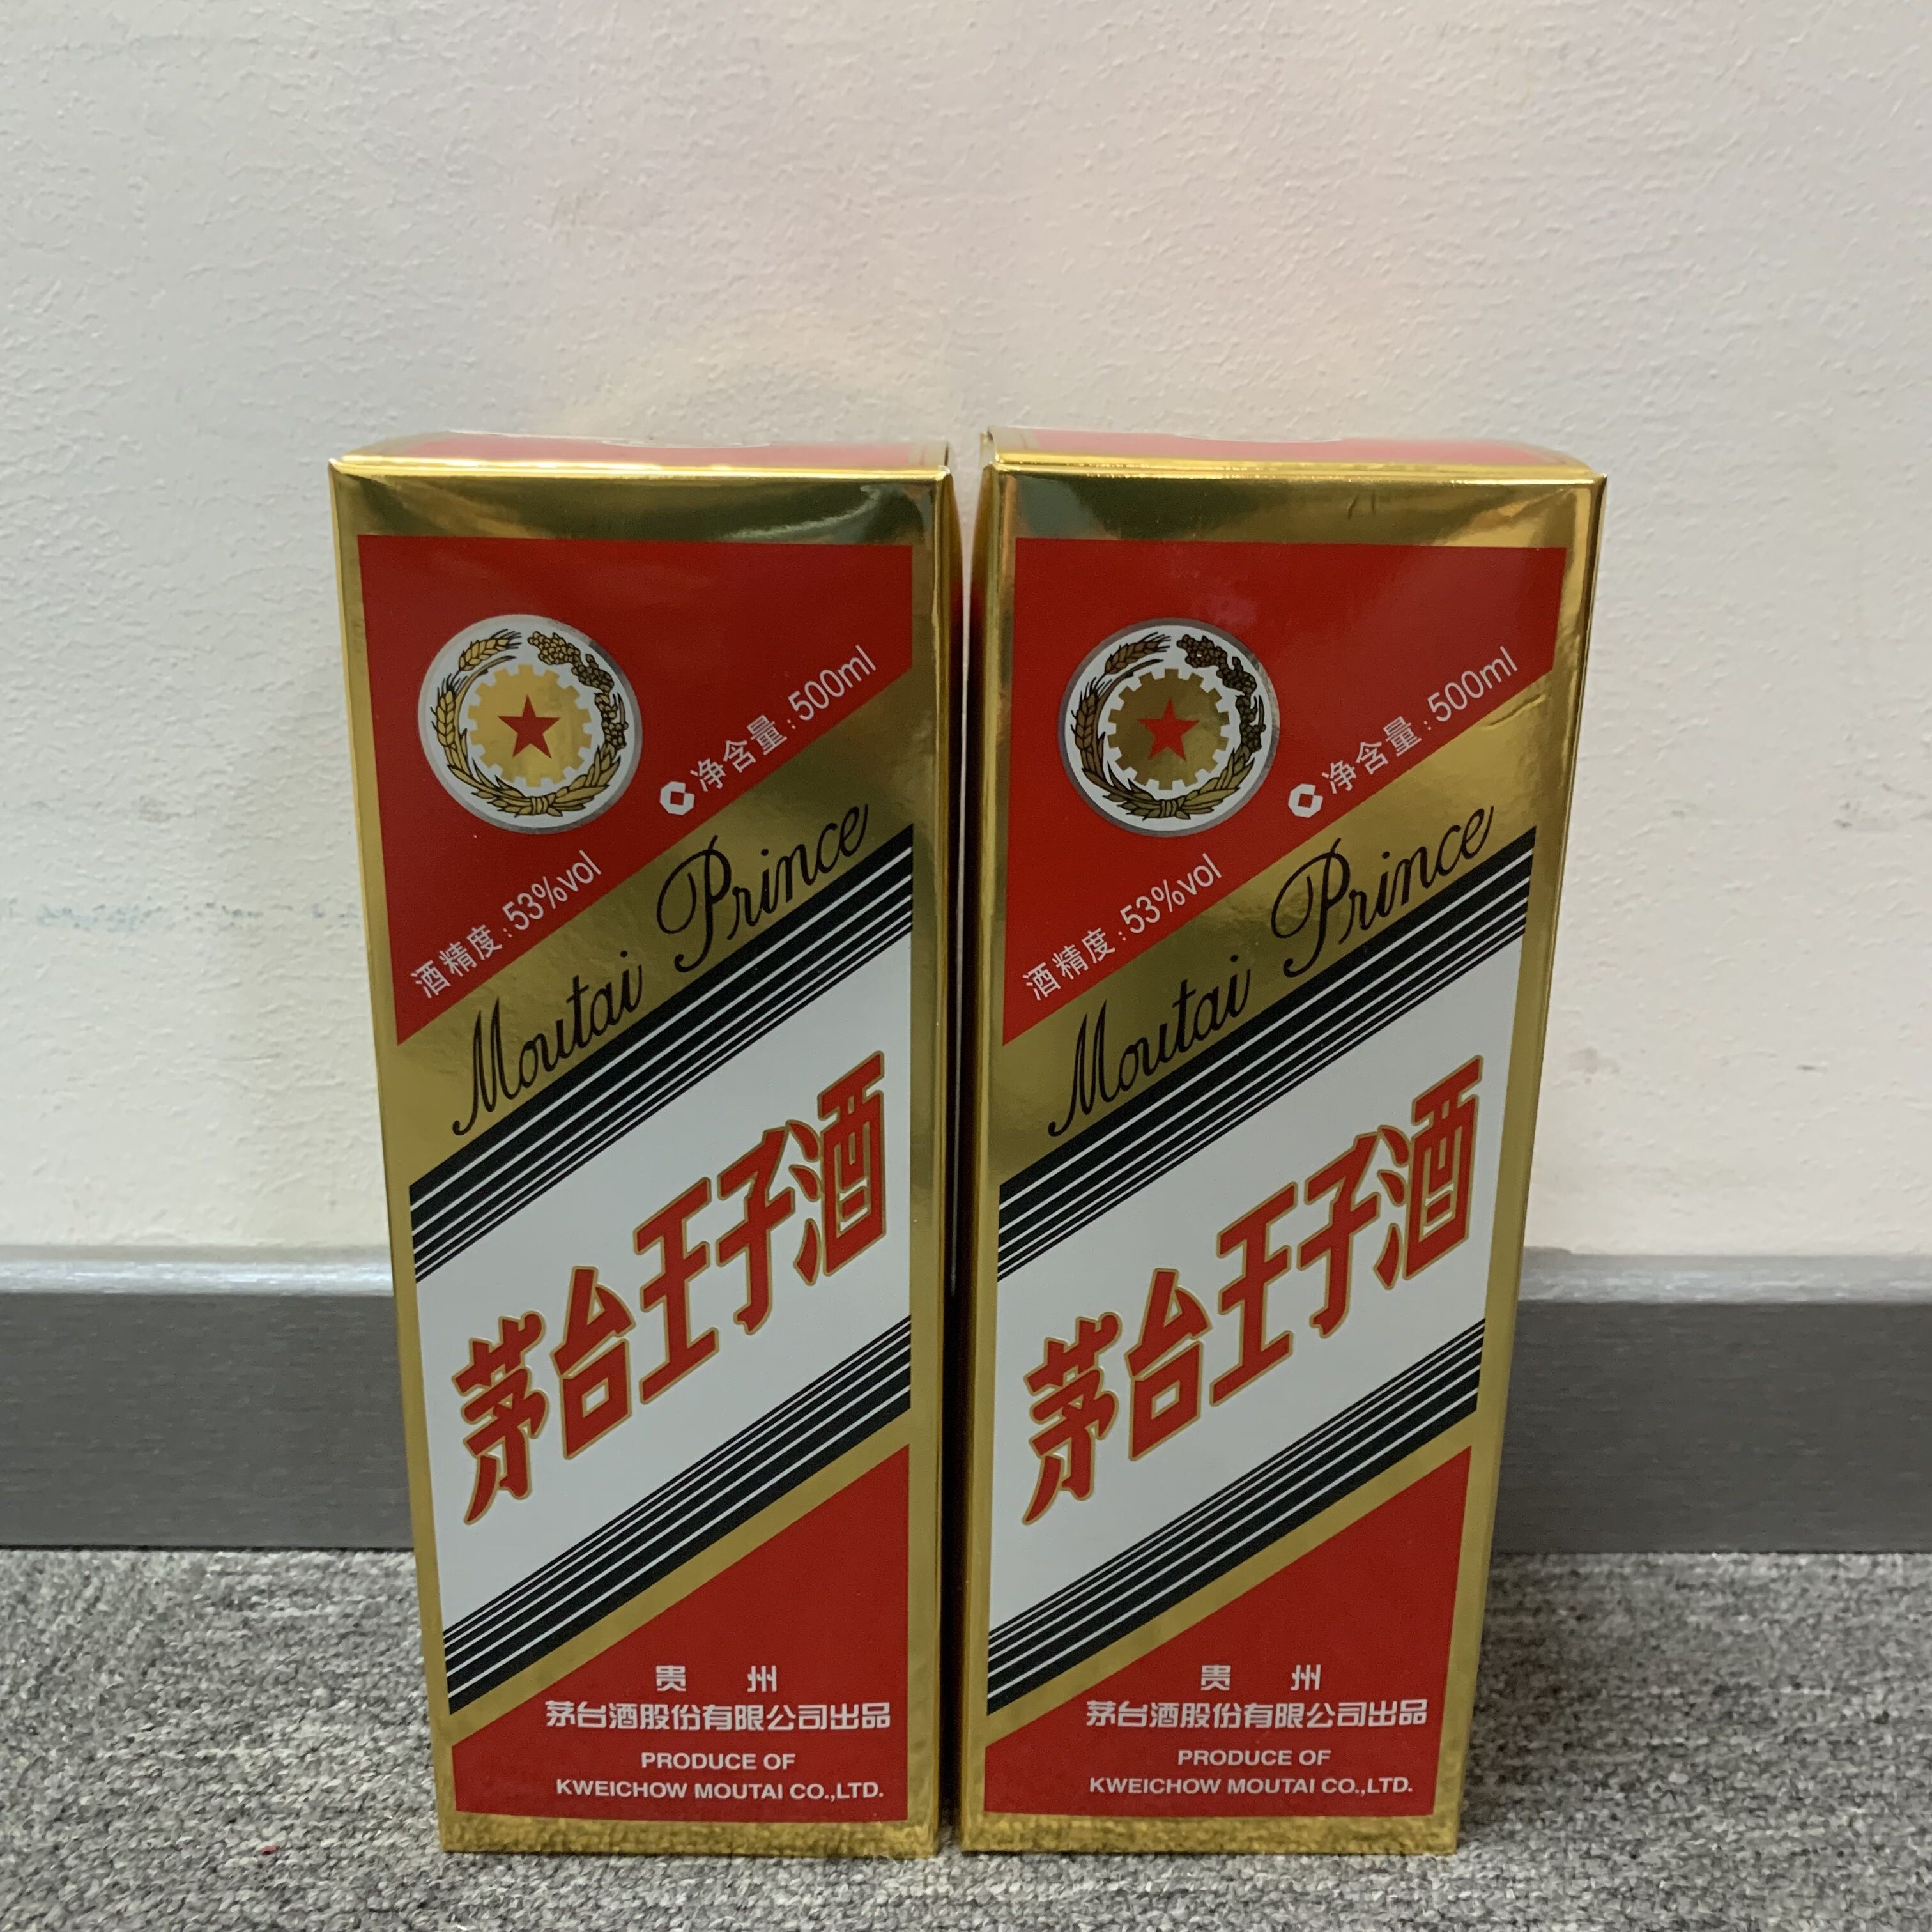 净含量:500ml
酒精度:53%vol
Moutai Prince
茅台王子酒
贵 州
茅台酒股份有限公司出品
PRODUCE OF
KWEICHOW MOUTAI CO.,LTD.
净含量:500ml
酒精度:53%vol
Moutai Prince
茅台王子酒
贵 州
茅台酒股份有限公司出品
PRODUCE OF
KWEICHOW MOUTAI CO.,LTD.